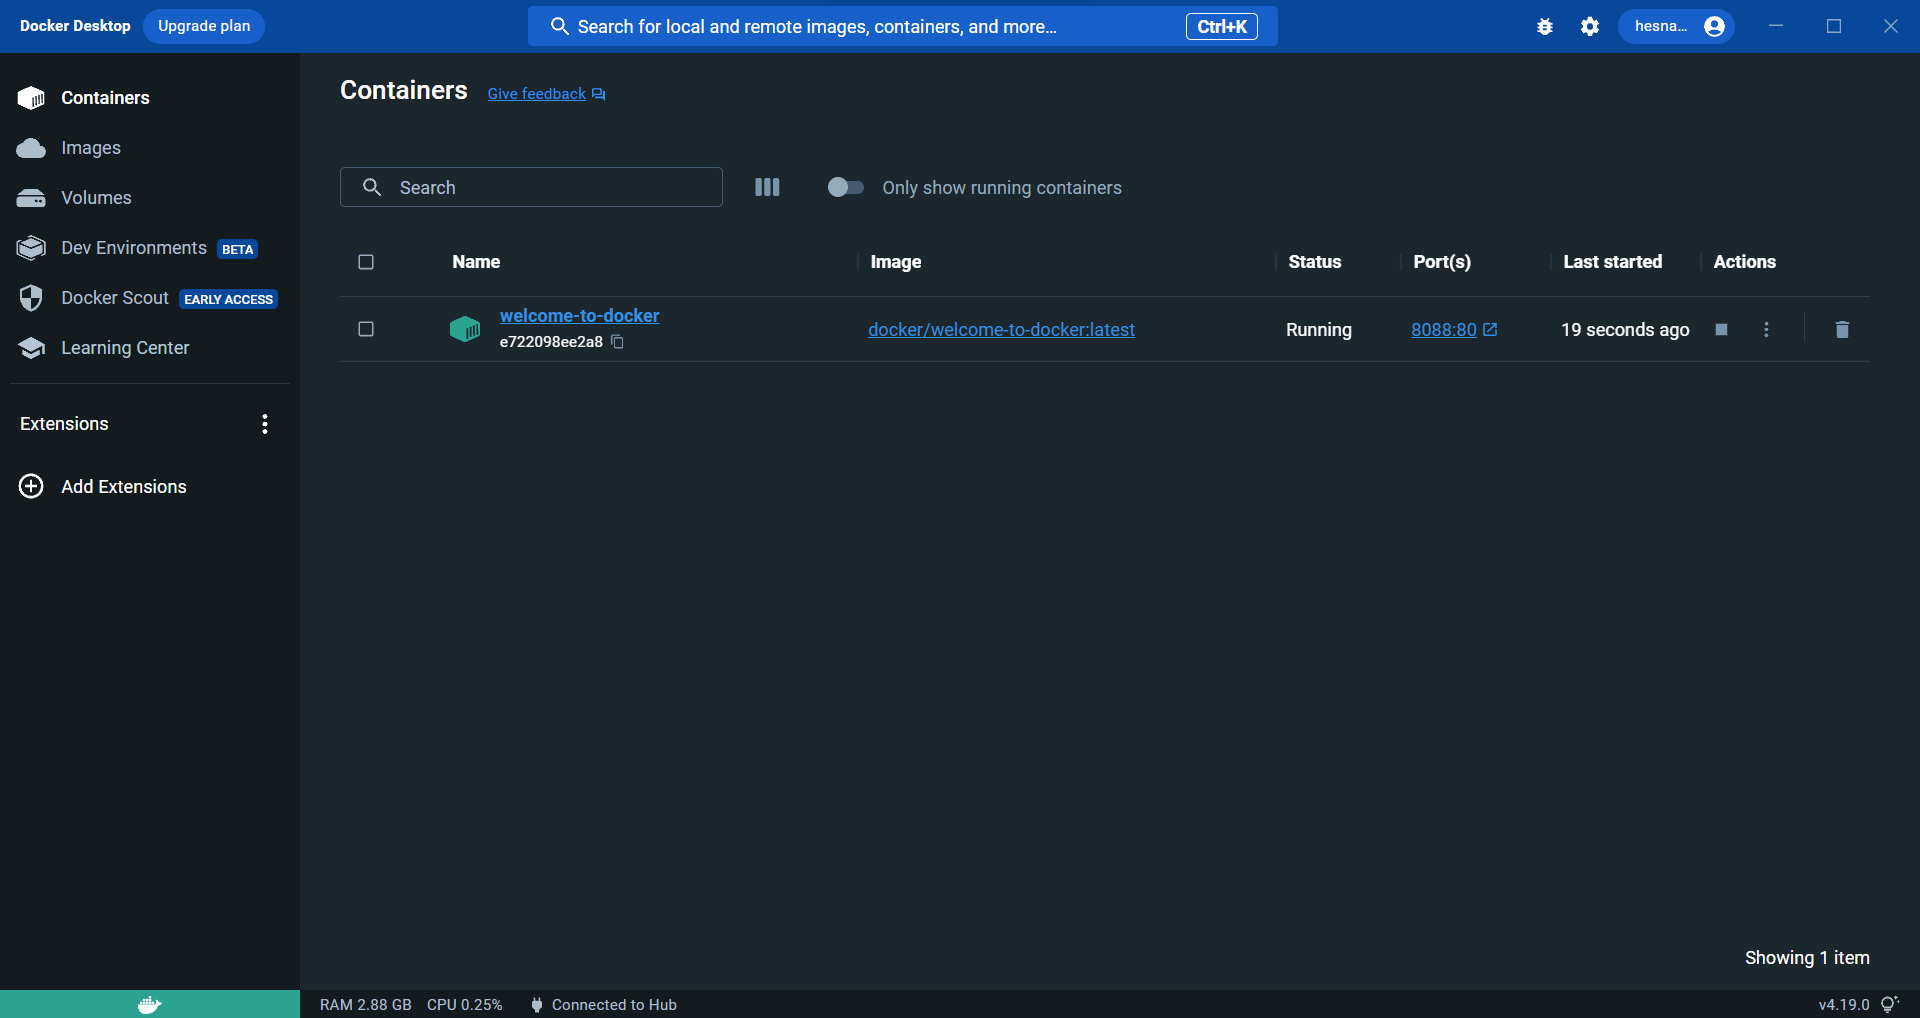 Docker Desktop Upgrade plan Search for local and remote images, containers, and more... Ctrl+K hesna...
Containers
Images
Volumes
Dev Environments BETA
Docker Scout EARLY ACCESS
Learning Center
Extensions
Add Extensions
Containers Give feedback
Search Only show running containers
Name Image Status Port(s) Last started Actions
welcome-to-docker
e722098ee2a8
docker/welcome-to-docker:latest Running 8088:80 19 seconds ago
Showing 1 item
RAM 2.88 GB CPU 0.25% Connected to Hub v4.19.0